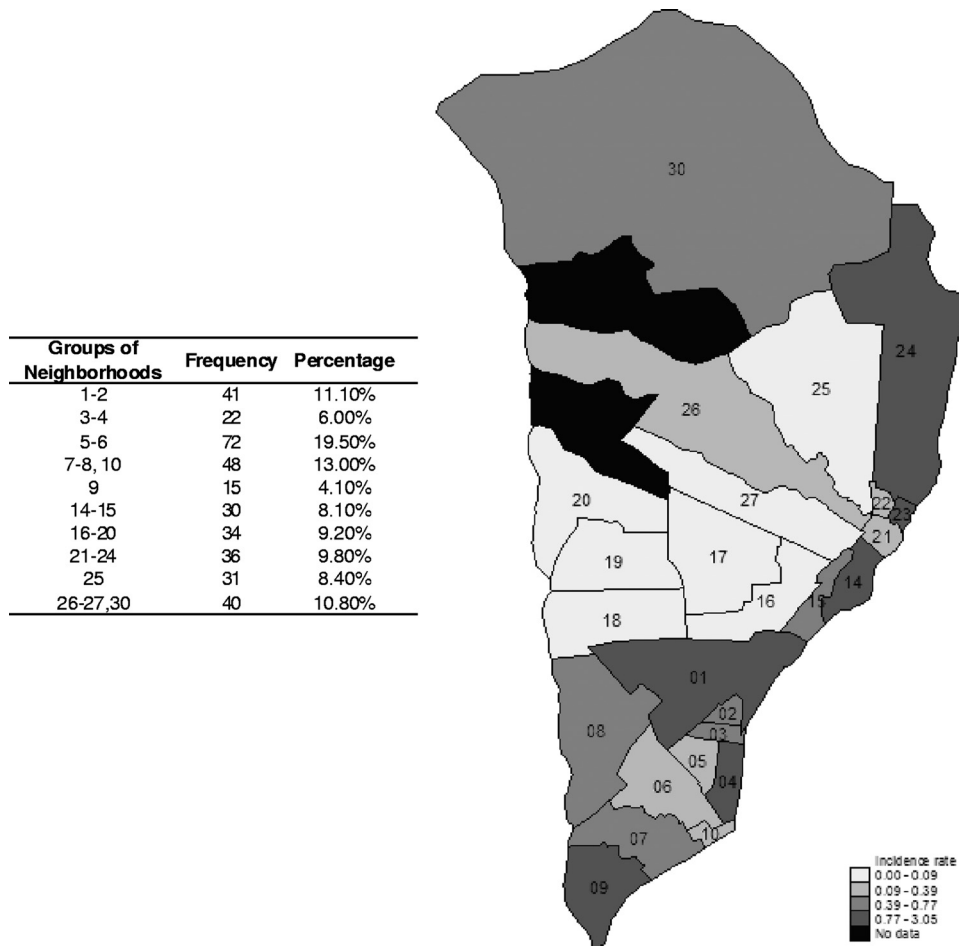 Groups of Neighborhoods Frequency Percentage
1-2 41 11.10%
3-4 22 6.00%
5-6 72 19.50%
7-8, 10 48 13.00%
9 15 4.10%
14-15 30 8.10%
16-20 34 9.20%
21-24 36 9.80%
25 31 8.40%
26-27,30 40 10.80%
30
24
25
26
22
23
27
20
21
17
19
14
16
15
18
01
02
08
03
05
04
06
10
07
09
Incidence rate
0.00 - 0.09
0.09 - 0.39
0.39 - 0.77
0.77 - 3.05
No data